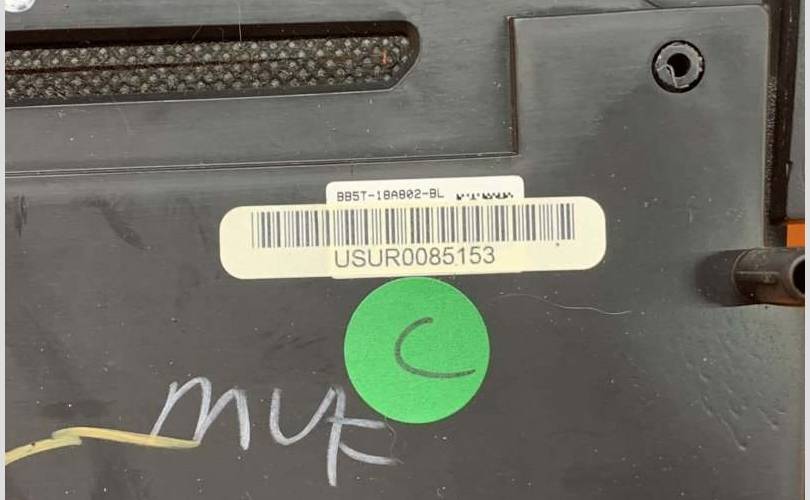 BB5T-18A802-BL
USUR0085153
C
MUF